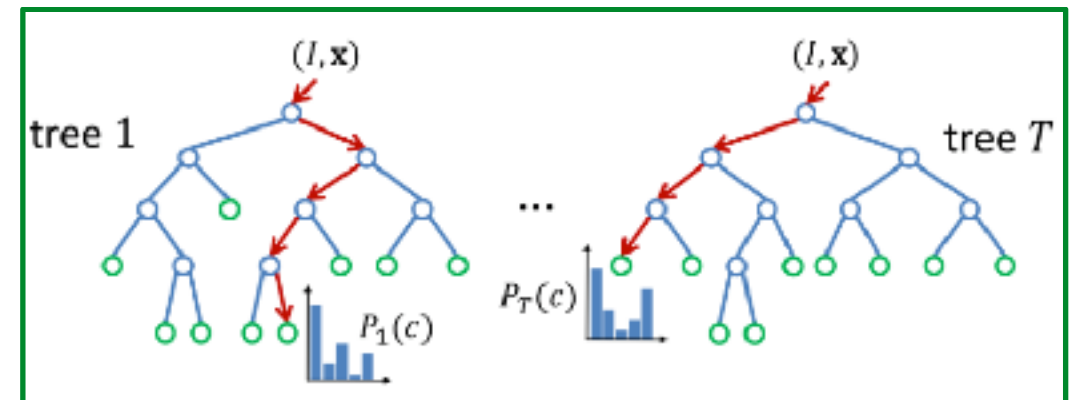 (I, x)
(I, x)
tree 1
tree T
...
P_T(c)
P_1(c)